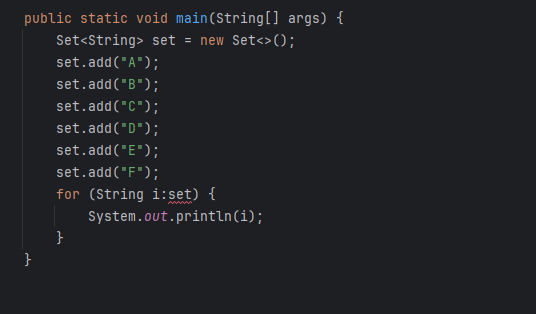 public static void main(String[] args) {
    Set<String> set = new Set<>();
    set.add("A");
    set.add("B");
    set.add("C");
    set.add("D");
    set.add("E");
    set.add("F");
    for (String i:set) {
        System.out.println(i);
    }
}